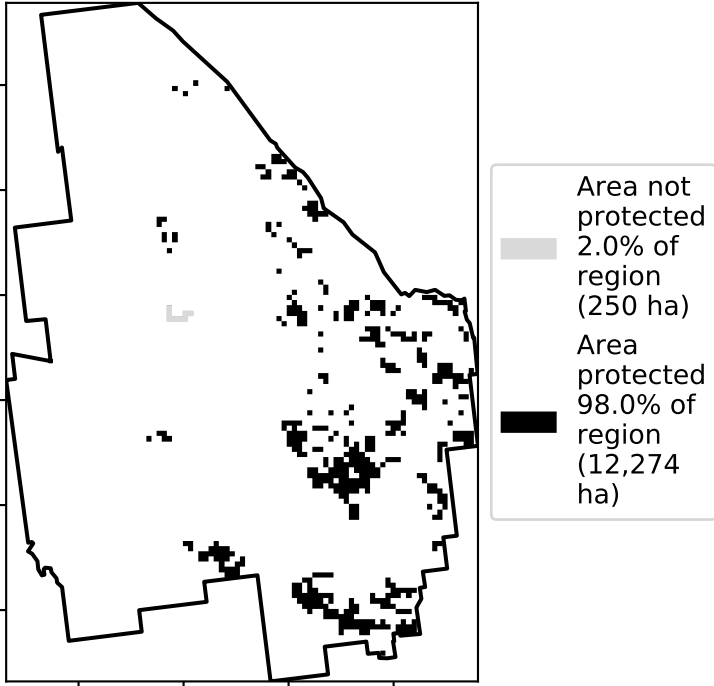 Area not
protected
2.0% of
region
(250 ha)
Area
protected
98.0% of
region
(12,274
ha)